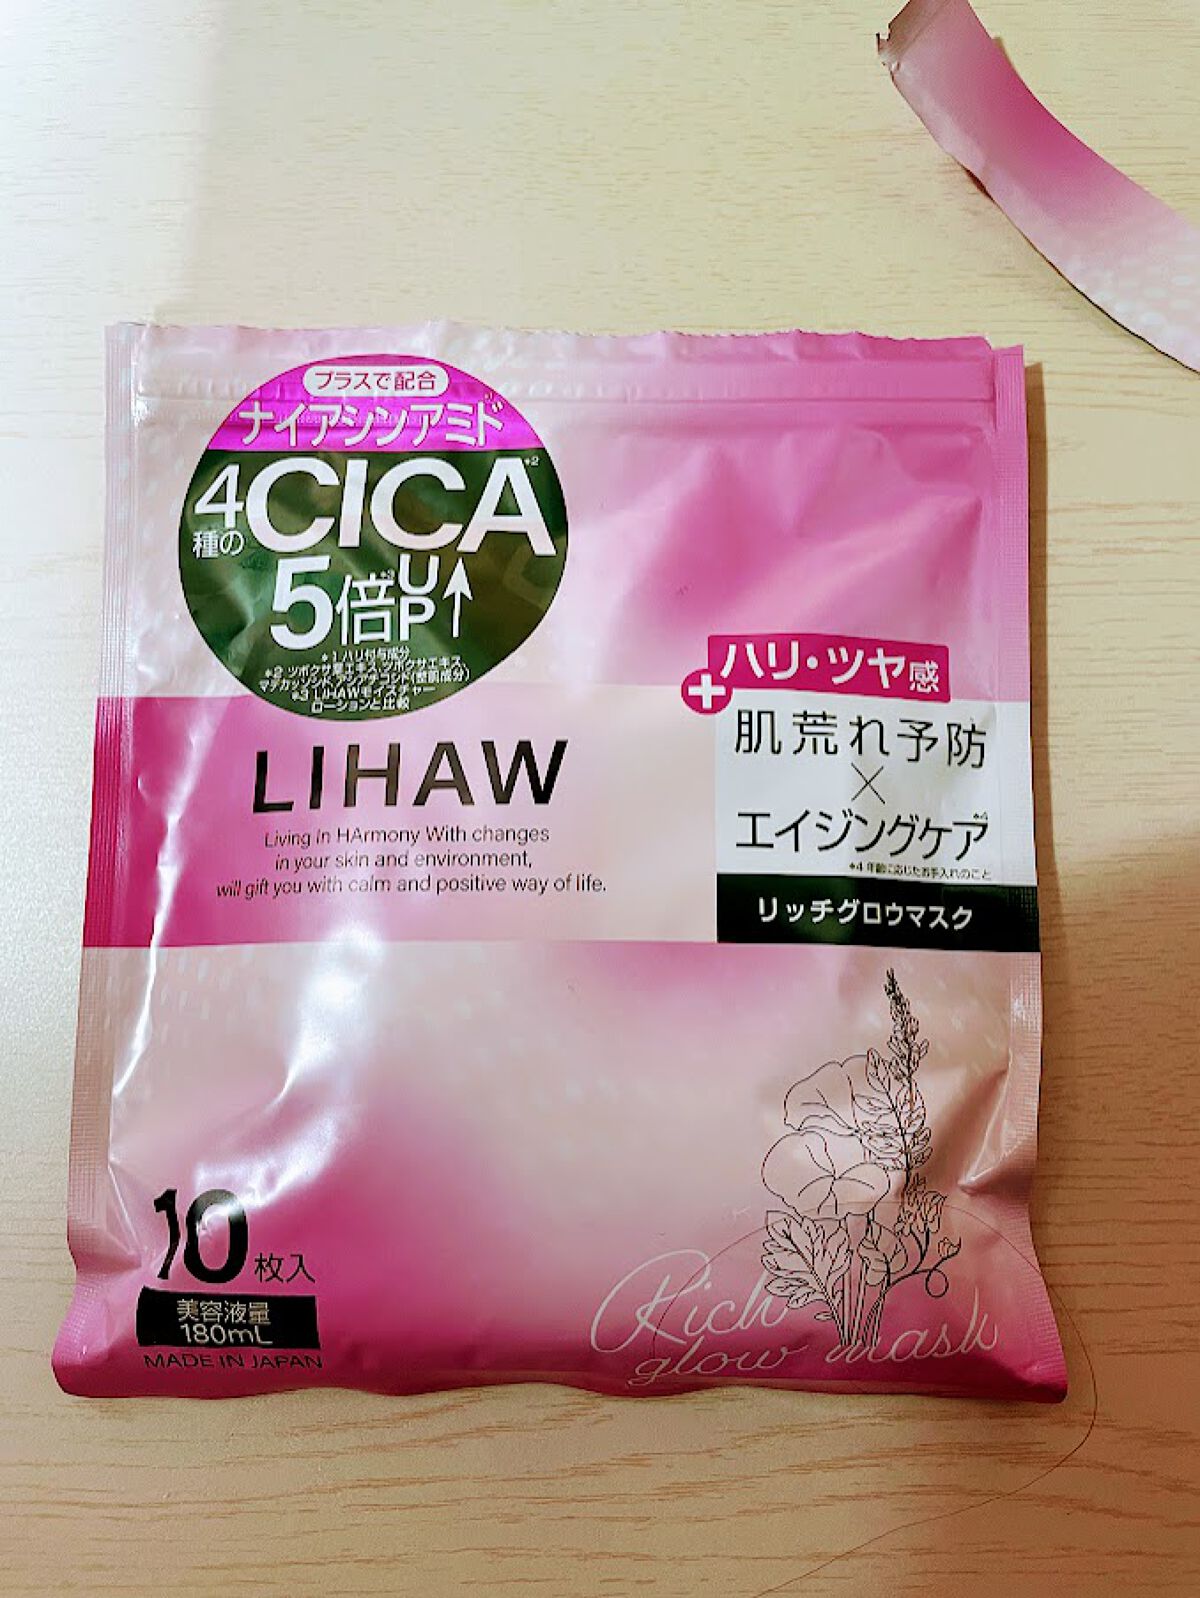 プラスで配合
ナイアシンアミド
4種のCICA*2
5倍*3UP↑
*1 ハリ付与成分
*2 ツボクサ葉エキス、ツボクサエキス、
マデカッソシド、アシアチコシド(整肌成分)
*3 LIHAWモイスチャー
ローションと比較
+ハリ・ツヤ感
肌荒れ予防
×
エイジングケア*4
*4 年齢に応じたお手入れのこと
リッチグロウマスク
LIHAW
Living in HArmony With changes
in your skin and environment,
will gift you with calm and positive way of life.
10枚入
美容液量
180mL
MADE IN JAPAN
Rich
glow mask